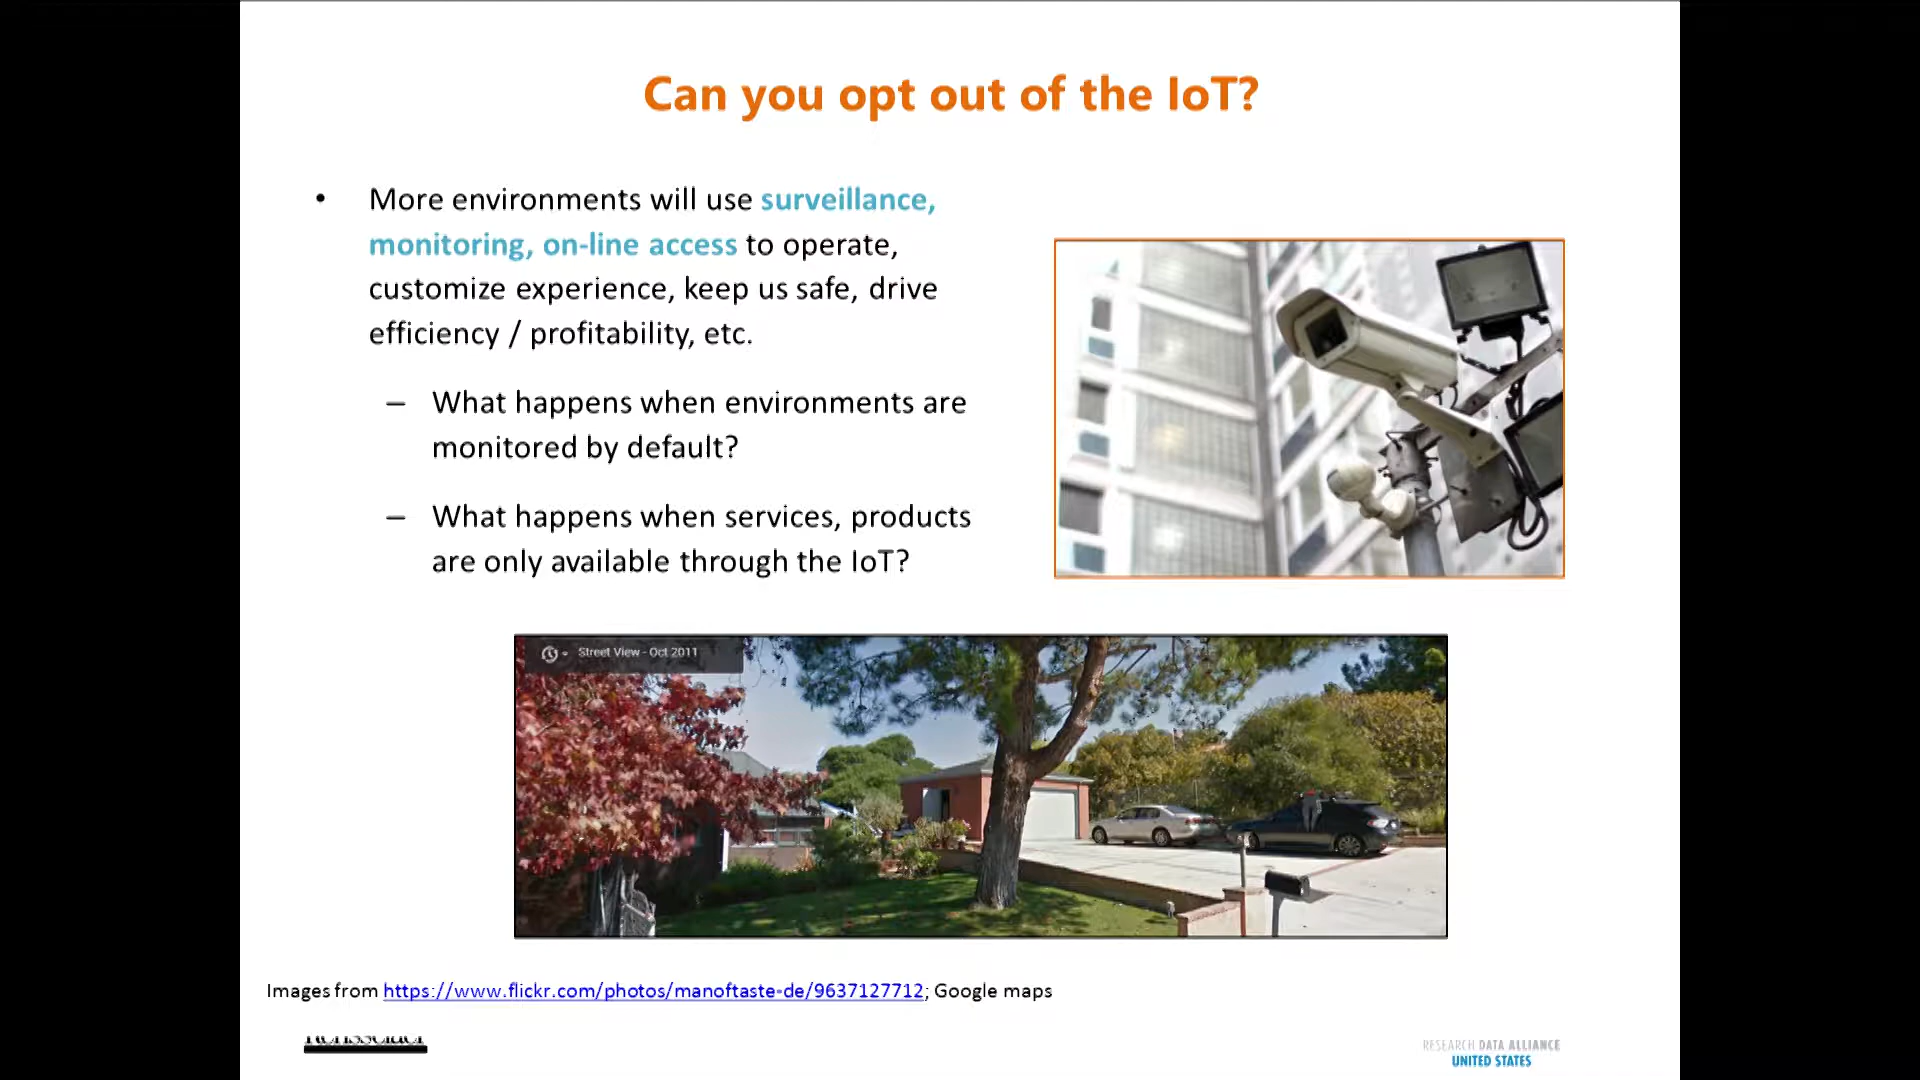 Can you opt out of the IoT?
• More environments will use surveillance,
monitoring, on-line access to operate,
customize experience, keep us safe, drive
efficiency / profitability, etc.
– What happens when environments are
monitored by default?
– What happens when services, products
are only available through the IoT?
Street View - Oct 2011
Images from https://www.flickr.com/photos/manoftaste-de/9637127712; Google maps
RESEARCH DATA ALLIANCE
UNITED STATES